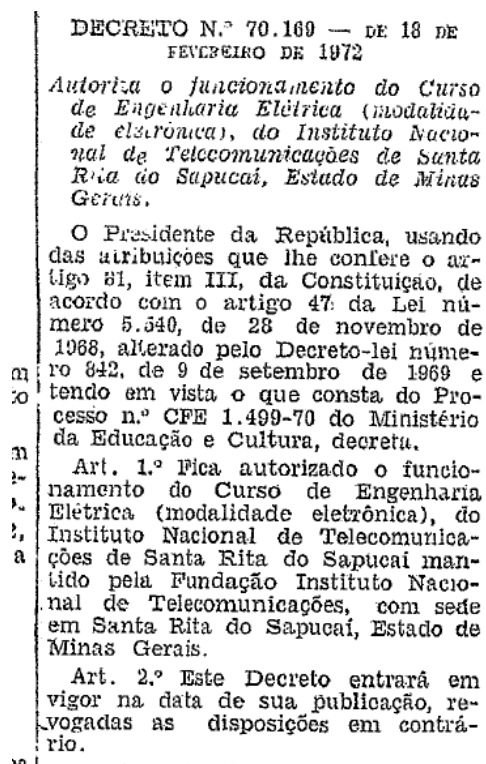 DECRETO N.º 70.169 — DE 18 DE
FEVEREIRO DE 1972
Autoriza o funcionamento do Curso
de Engenharia Elétrica (modalida-
de eletrônica), do Instituto Nacio-
nal de Telecomunicações de Santa
Rita do Sapucaí, Estado de Minas
Gerais.
O Presidente da República, usando
das atribuições que lhe confere o ar-
tigo 81, item III, da Constituição, de
acordo com o artigo 47 da Lei nú-
mero 5.540, de 28 de novembro de
1968, alterado pelo Decreto-lei núme-
ro 842, de 9 de setembro de 1969 e
tendo em vista o que consta do Pro-
cesso n.º CFE 1.499-70 do Ministério
da Educação e Cultura, decreta.
Art. 1.º Fica autorizado o funcio-
namento do Curso de Engenharia
Elétrica (modalidade eletrônica), do
Instituto Nacional de Telecomunica-
ções de Santa Rita do Sapucaí man-
tido pela Fundação Instituto Nacio-
nal de Telecomunicações, com sede
em Santa Rita do Sapucaí, Estado de
Minas Gerais.
Art. 2.º Este Decreto entrará em
vigor na data de sua publicação, re-
vogadas as disposições em contrá-
rio.